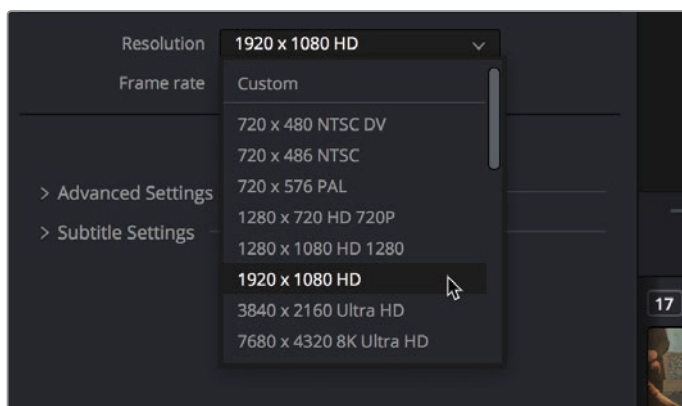 Resolution 1920 x 1080 HD
Frame rate Custom
720 x 480 NTSC DV
720 x 486 NTSC
720 x 576 PAL
> Advanced Settings
1280 x 720 HD 720P
> Subtitle Settings
1280 x 1080 HD 1280
1920 x 1080 HD
3840 x 2160 Ultra HD
7680 x 4320 8K Ultra HD
17